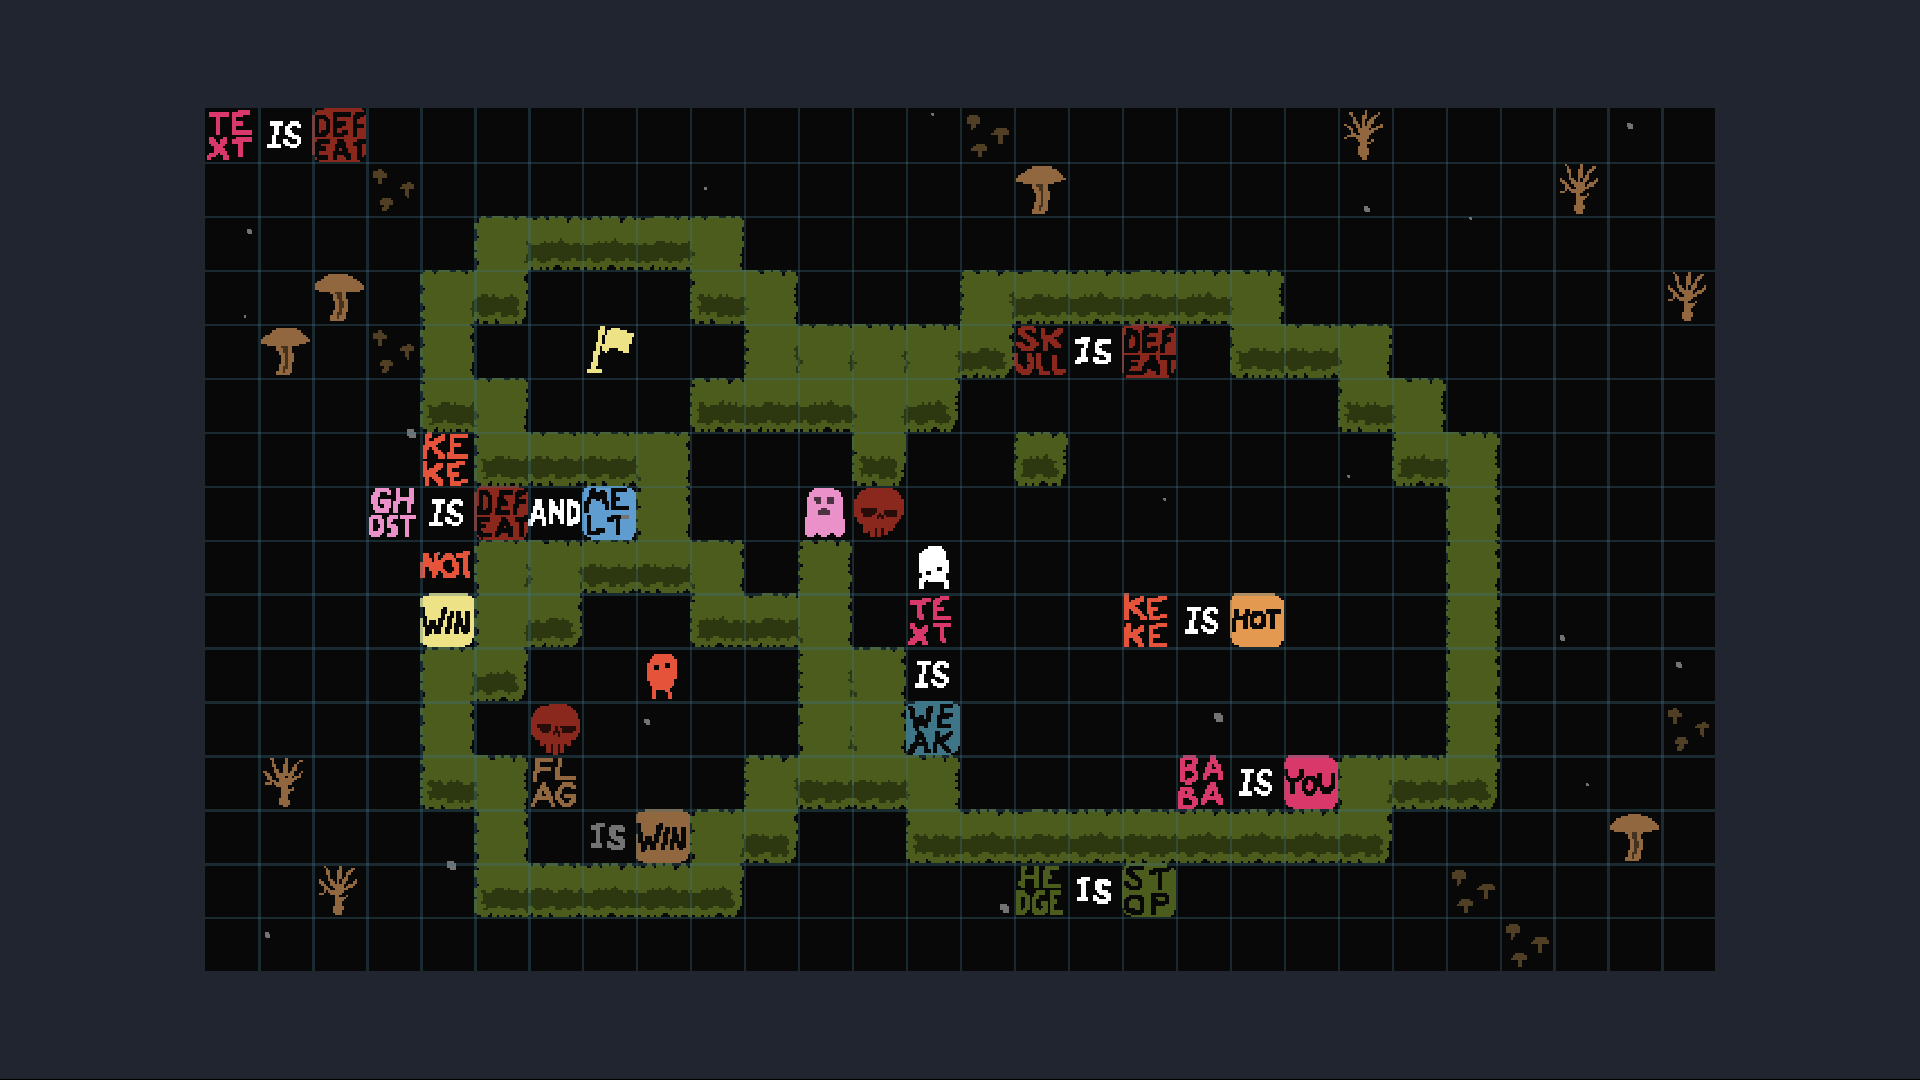 TEXT IS DEFEAT
SKULL IS DEFEAT
KEKE
GHOST IS DEFEAT AND MELT
NOT
WIN
TEXT
KEKE IS HOT
IS
WEAK
FLAG
BABA IS YOU
IS WIN
HEDGE IS STOP